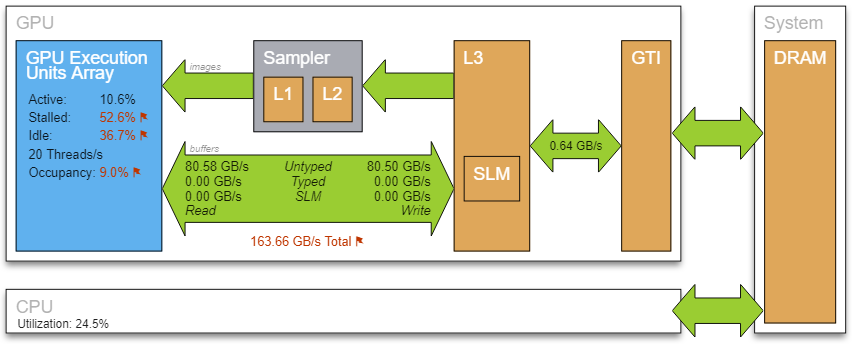 GPU
System
GPU Execution
Units Array
Active: 10.6%
Stalled: 52.6%
Idle: 36.7%
20 Threads/s
Occupancy: 9.0%
images
Sampler
L1 L2
L3
SLM
GTI
DRAM
buffers
80.58 GB/s Untyped 80.50 GB/s
0.00 GB/s Typed 0.00 GB/s
0.00 GB/s SLM 0.00 GB/s
Read Write
163.66 GB/s Total
0.64 GB/s
CPU
Utilization: 24.5%